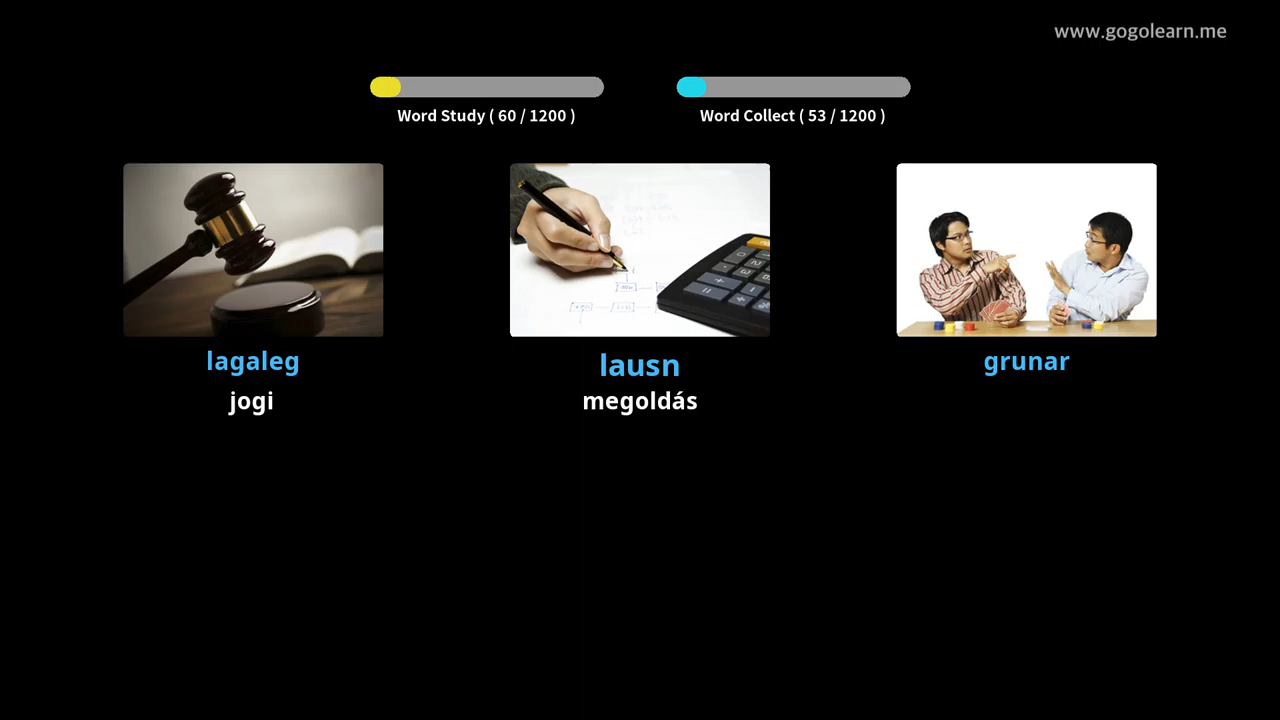 www.gogolearn.me
Word Study ( 60 / 1200 )
Word Collect ( 53 / 1200 )
lagaleg
lausn
grunar
jogi
megoldás